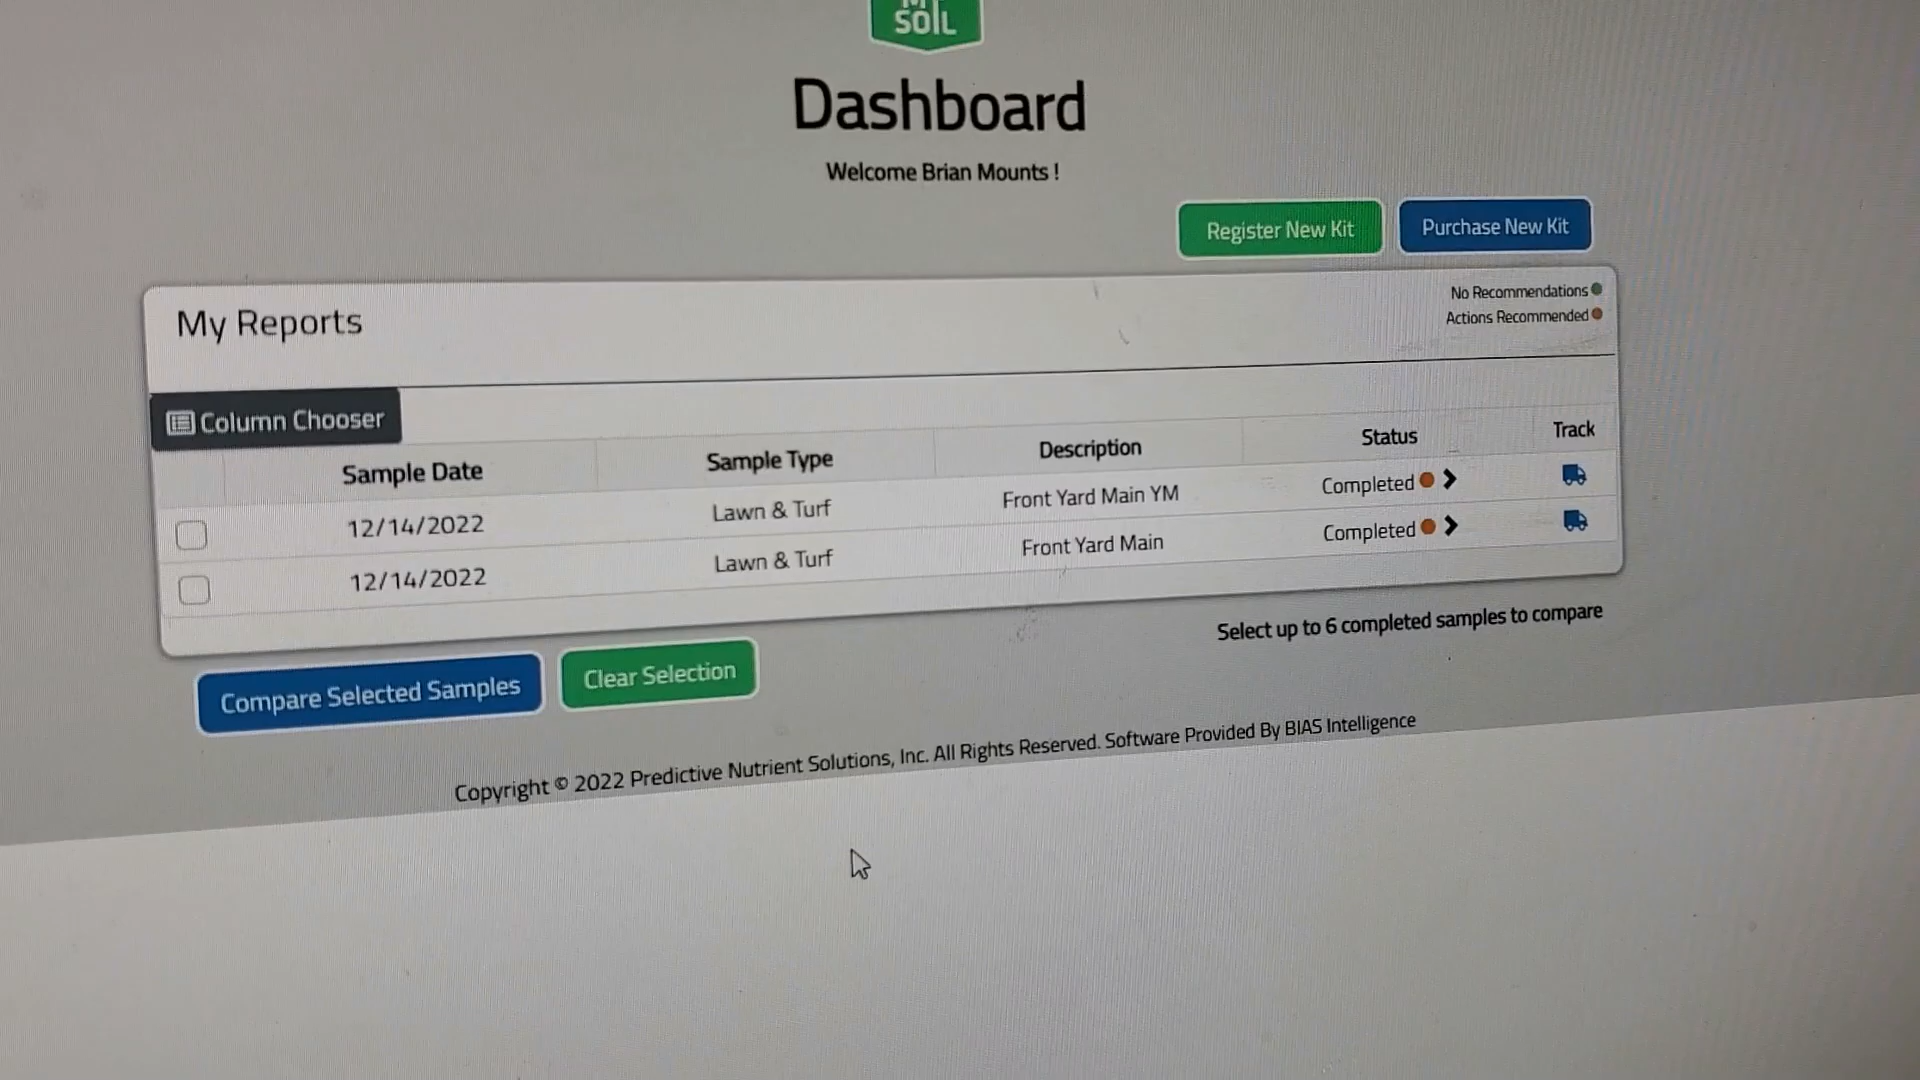 MY
SOIL
Dashboard
Welcome Brian Mounts !
Register New Kit
Purchase New Kit
My Reports
No Recommendations
Actions Recommended
Column Chooser
Sample Date Sample Type Description Status Track
12/14/2022 Lawn & Turf Front Yard Main YM Completed
12/14/2022 Lawn & Turf Front Yard Main Completed
Select up to 6 completed samples to compare
Compare Selected Samples
Clear Selection
Copyright © 2022 Predictive Nutrient Solutions, Inc. All Rights Reserved. Software Provided By BIAS Intelligence